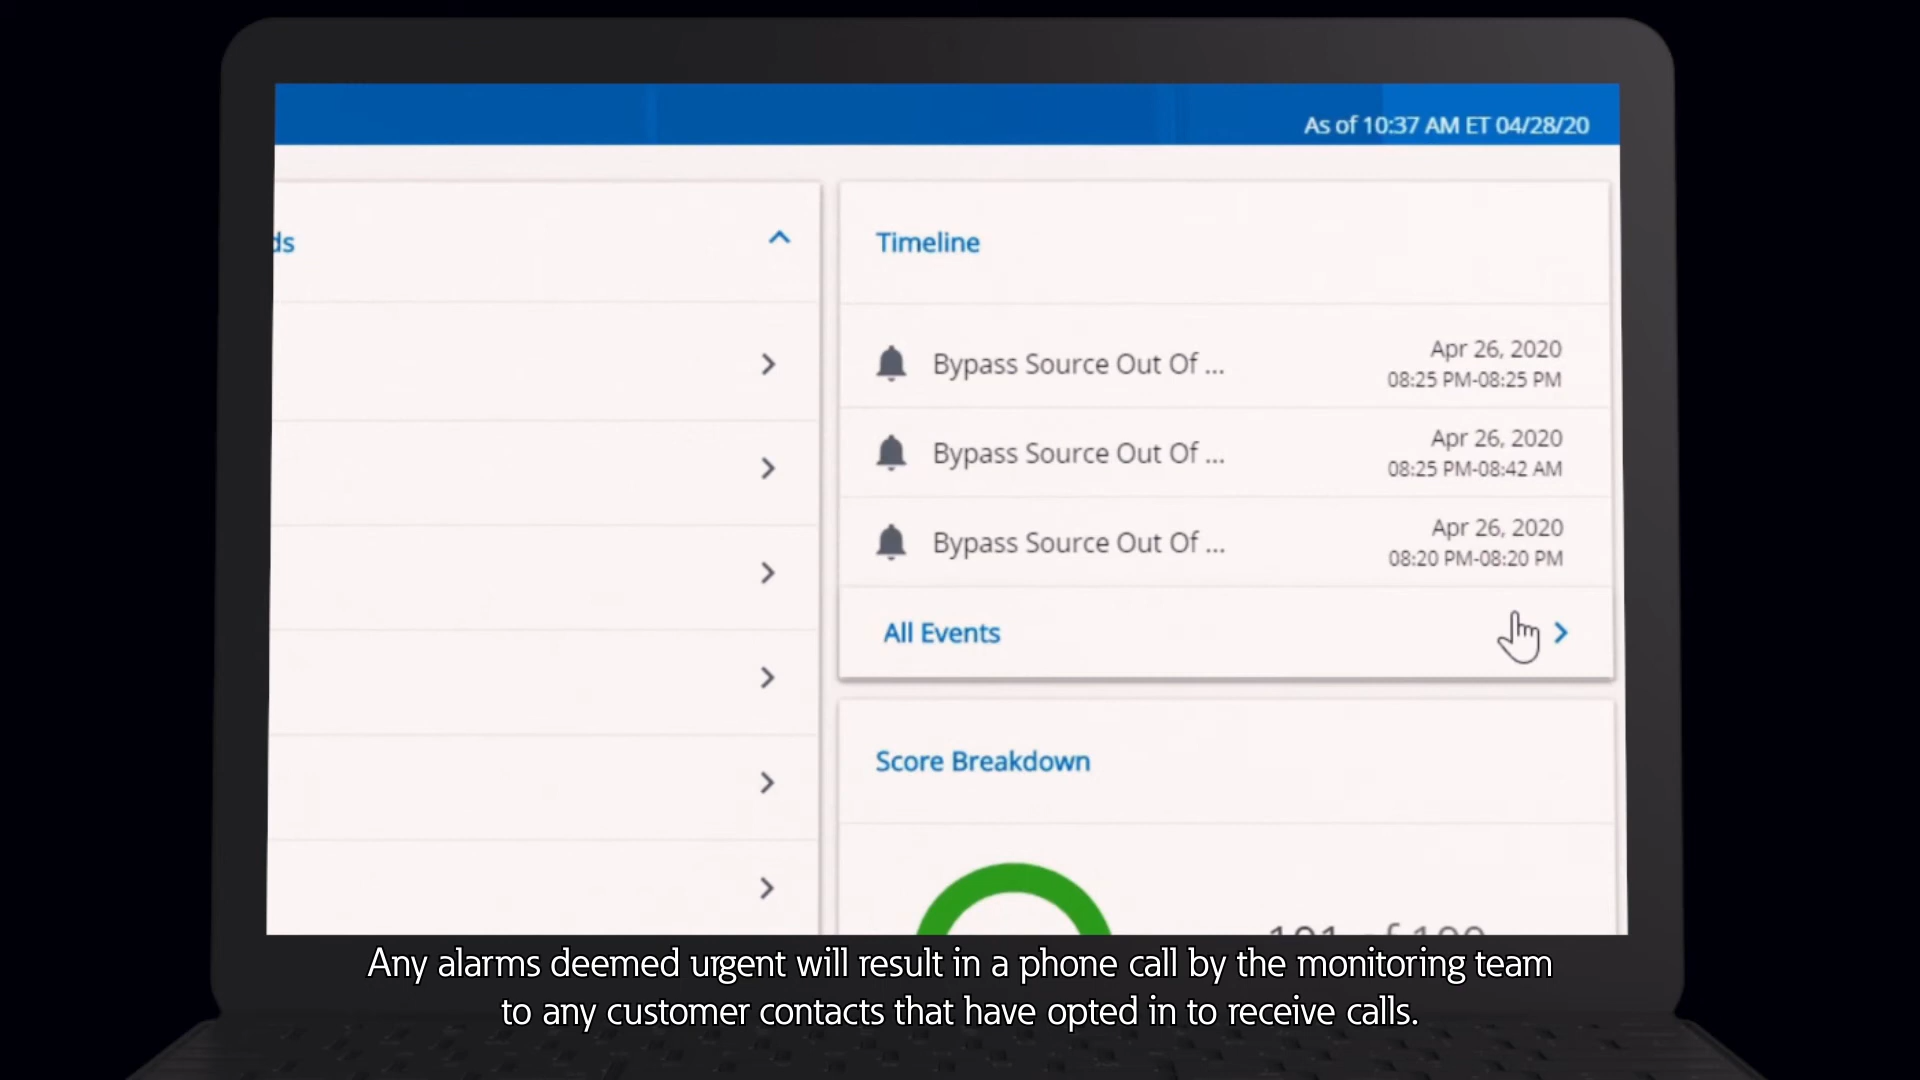 As of 10:37 AM ET 04/28/20
ds
Timeline
Bypass Source Out Of ...
Apr 26, 2020
08:25 PM-08:25 PM
Bypass Source Out Of ...
Apr 26, 2020
08:25 PM-08:42 AM
Bypass Source Out Of ...
Apr 26, 2020
08:20 PM-08:20 PM
All Events
Score Breakdown
Any alarms deemed urgent will result in a phone call by the monitoring team
to any customer contacts that have opted in to receive calls.